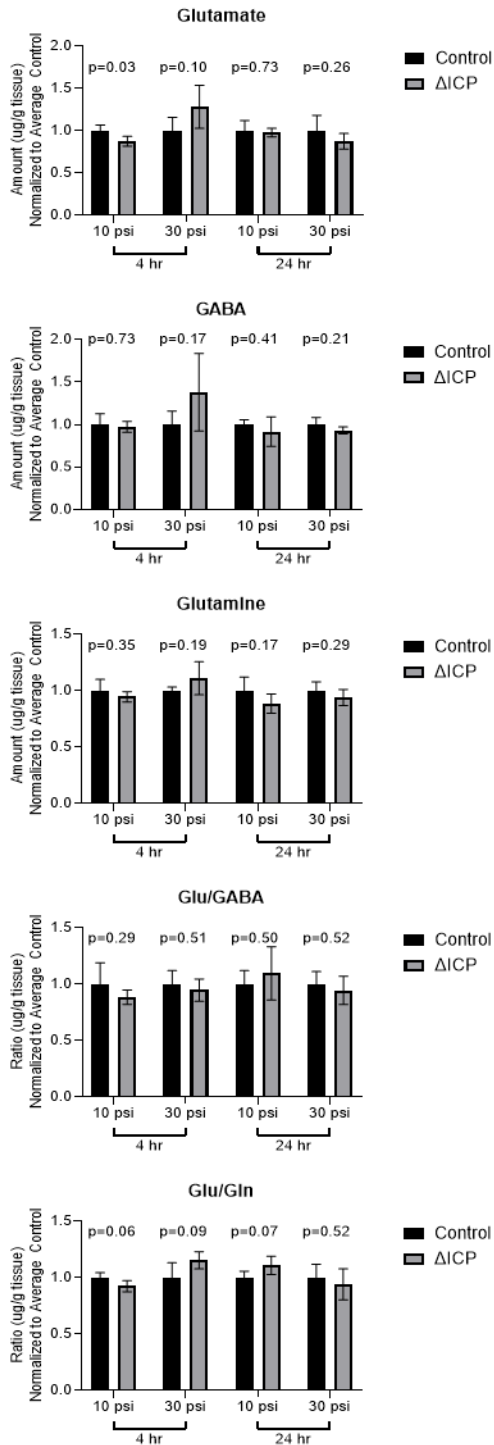 Glutamate
Amount (ug/g tissue)
Normalized to Average Control
2.0
1.5
1.0
0.5
0.0
p=0.03 p=0.10 p=0.73 p=0.26
Control
ΔICP
10 psi 30 psi 10 psi 30 psi
4 hr 24 hr
GABA
Amount (ug/g tissue)
Normalized to Average Control
2.0
1.5
1.0
0.5
0.0
p=0.73 p=0.17 p=0.41 p=0.21
Control
ΔICP
10 psi 30 psi 10 psi 30 psi
4 hr 24 hr
Glutamine
Amount (ug/g tissue)
Normalized to Average Control
1.5
1.0
0.5
0.0
p=0.35 p=0.19 p=0.17 p=0.29
Control
ΔICP
10 psi 30 psi 10 psi 30 psi
4 hr 24 hr
Glu/GABA
Ratio (ug/g tissue)
Normalized to Average Control
1.5
1.0
0.5
0.0
p=0.29 p=0.51 p=0.50 p=0.52
Control
ΔICP
10 psi 30 psi 10 psi 30 psi
4 hr 24 hr
Glu/Gln
Ratio (ug/g tissue)
Normalized to Average Control
1.5
1.0
0.5
0.0
p=0.06 p=0.09 p=0.07 p=0.52
Control
ΔICP
10 psi 30 psi 10 psi 30 psi
4 hr 24 hr